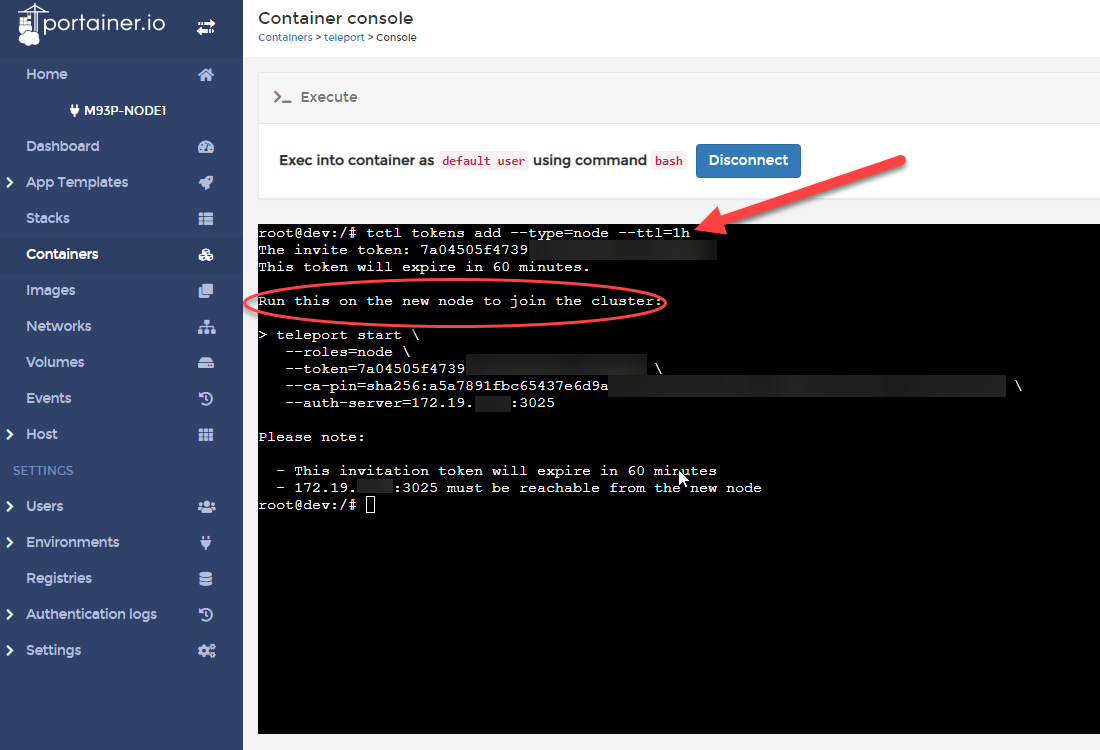 portainer.io
Home
M93P-NODE1
Dashboard
App Templates
Stacks
Containers
Images
Networks
Volumes
Events
Host
SETTINGS
Users
Environments
Registries
Authentication logs
Settings
Container console
Containers > teleport > Console
>_ Execute
Exec into container as default user using command bash Disconnect
root@dev:/# tctl tokens add --type=node --ttl=1h
The invite token: 7a04505f4739
This token will expire in 60 minutes.
Run this on the new node to join the cluster:
> teleport start \
--roles=node \
--token=7a04505f4739 \
--ca-pin=sha256:a5a7891fbc65437e6d9a \
--auth-server=172.19. :3025
Please note:
- This invitation token will expire in 60 minutes
- 172.19. :3025 must be reachable from the new node
root@dev:/#